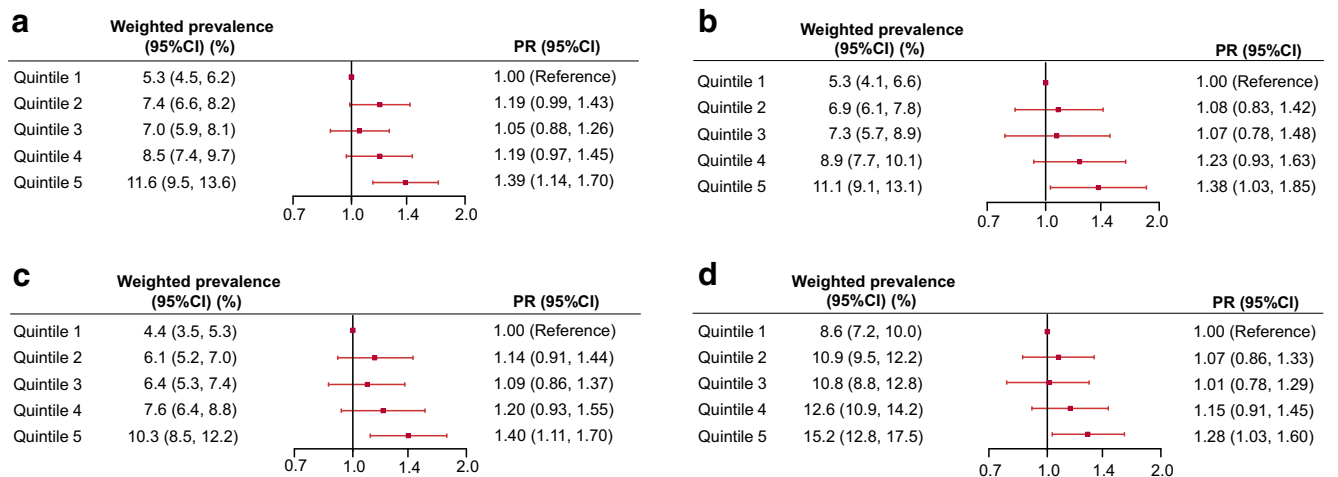 a
Weighted prevalence
(95%CI) (%) PR (95%CI)
Quintile 1 5.3 (4.5, 6.2) 1.00 (Reference)
Quintile 2 7.4 (6.6, 8.2) 1.19 (0.99, 1.43)
Quintile 3 7.0 (5.9, 8.1) 1.05 (0.88, 1.26)
Quintile 4 8.5 (7.4, 9.7) 1.19 (0.97, 1.45)
Quintile 5 11.6 (9.5, 13.6) 1.39 (1.14, 1.70)
0.7 1.0 1.4 2.0
b
Weighted prevalence
(95%CI) (%) PR (95%CI)
Quintile 1 5.3 (4.1, 6.6) 1.00 (Reference)
Quintile 2 6.9 (6.1, 7.8) 1.08 (0.83, 1.42)
Quintile 3 7.3 (5.7, 8.9) 1.07 (0.78, 1.48)
Quintile 4 8.9 (7.7, 10.1) 1.23 (0.93, 1.63)
Quintile 5 11.1 (9.1, 13.1) 1.38 (1.03, 1.85)
0.7 1.0 1.4 2.0
c
Weighted prevalence
(95%CI) (%) PR (95%CI)
Quintile 1 4.4 (3.5, 5.3) 1.00 (Reference)
Quintile 2 6.1 (5.2, 7.0) 1.14 (0.91, 1.44)
Quintile 3 6.4 (5.3, 7.4) 1.09 (0.86, 1.37)
Quintile 4 7.6 (6.4, 8.8) 1.20 (0.93, 1.55)
Quintile 5 10.3 (8.5, 12.2) 1.40 (1.11, 1.70)
0.7 1.0 1.4 2.0
d
Weighted prevalence
(95%CI) (%) PR (95%CI)
Quintile 1 8.6 (7.2, 10.0) 1.00 (Reference)
Quintile 2 10.9 (9.5, 12.2) 1.07 (0.86, 1.33)
Quintile 3 10.8 (8.8, 12.8) 1.01 (0.78, 1.29)
Quintile 4 12.6 (10.9, 14.2) 1.15 (0.91, 1.45)
Quintile 5 15.2 (12.8, 17.5) 1.28 (1.03, 1.60)
0.7 1.0 1.4 2.0